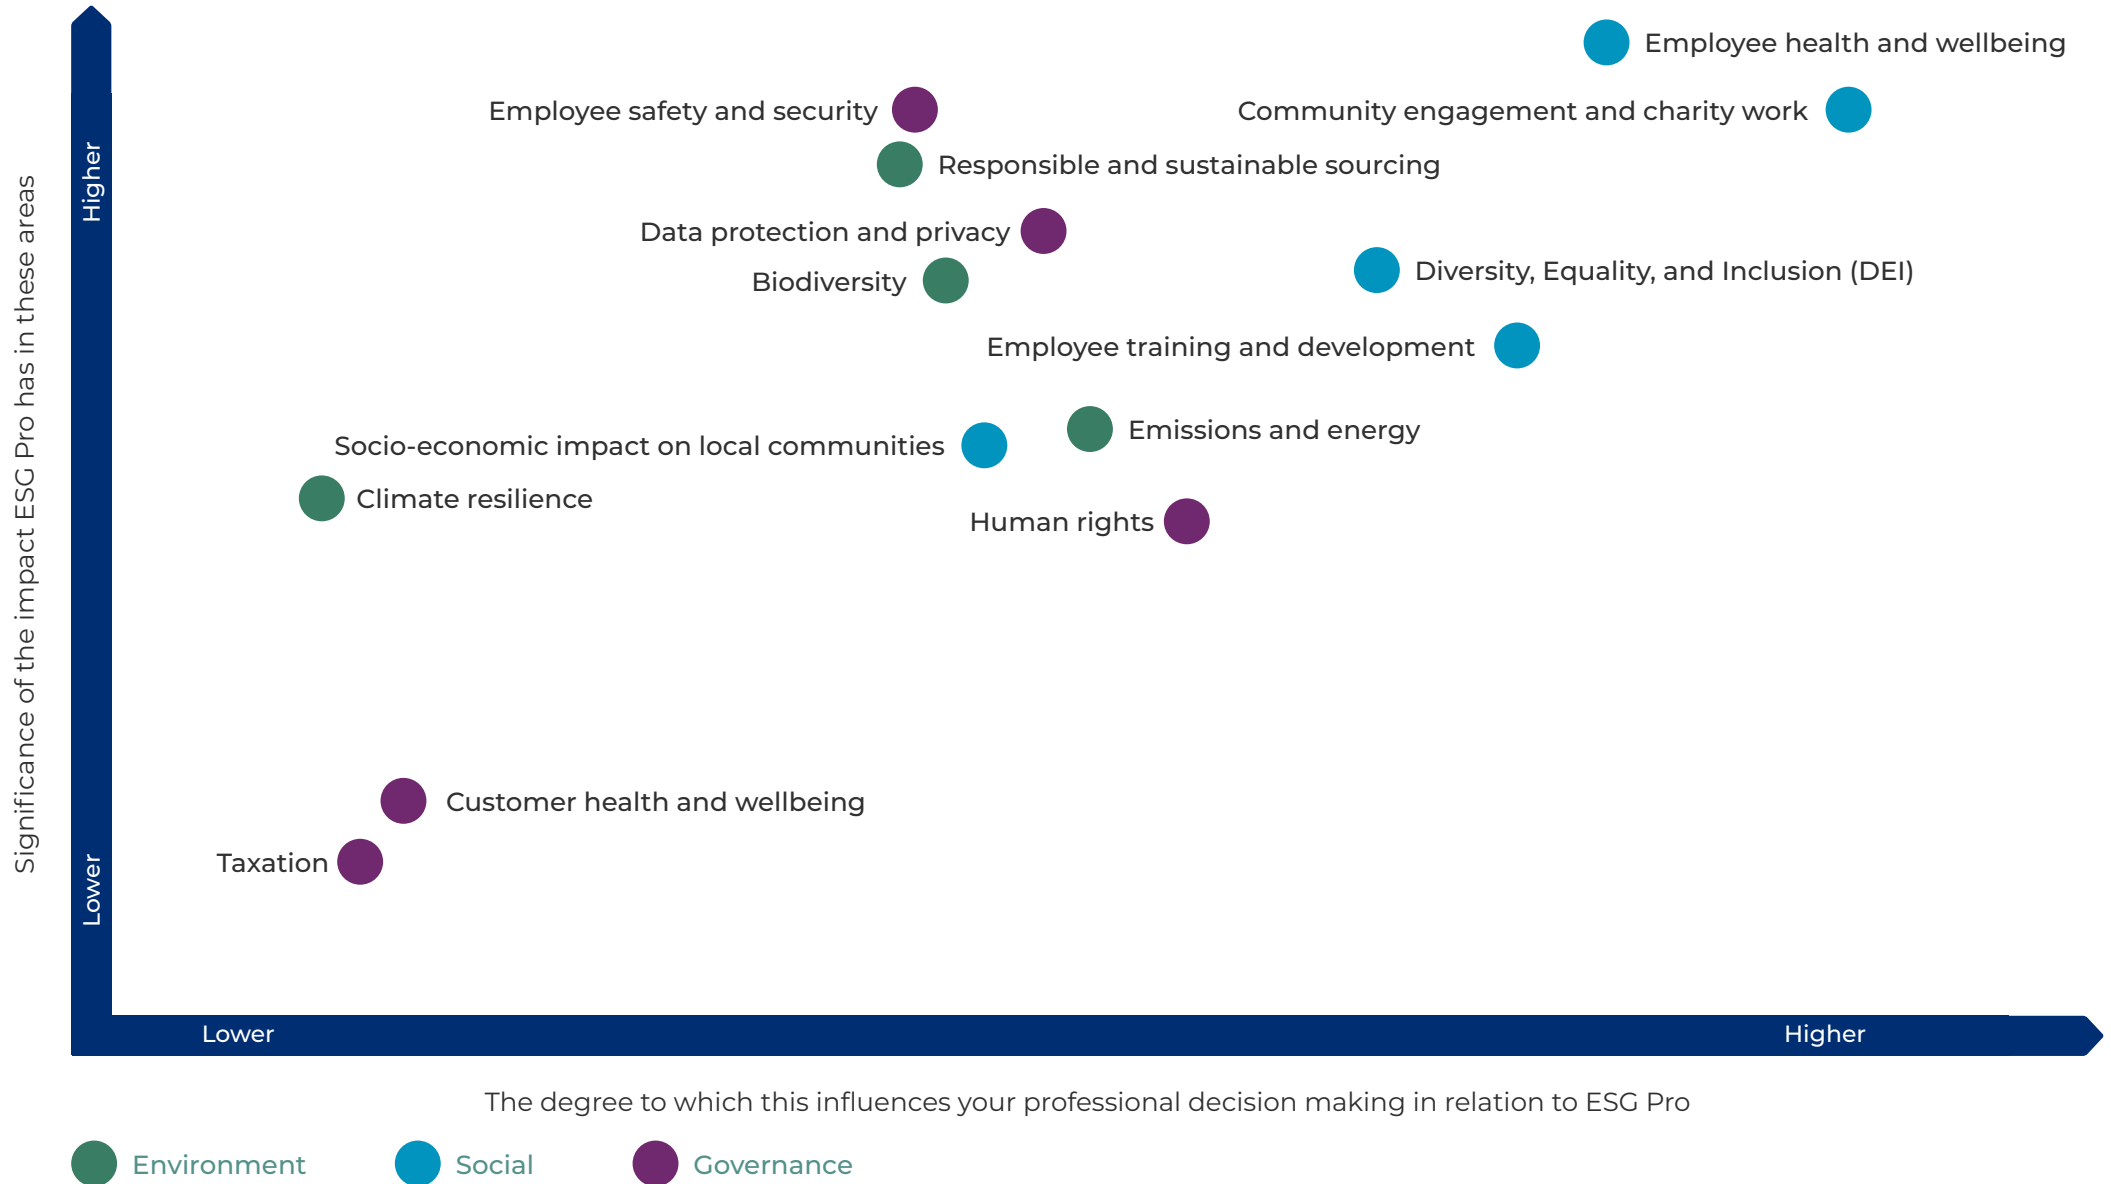 Significance of the impact ESG Pro has in these areas
Higher
Lower
Employee health and wellbeing
Employee safety and security
Community engagement and charity work
Responsible and sustainable sourcing
Data protection and privacy
Diversity, Equality, and Inclusion (DEI)
Biodiversity
Employee training and development
Emissions and energy
Socio-economic impact on local communities
Climate resilience
Human rights
Customer health and wellbeing
Taxation
Lower
Higher
The degree to which this influences your professional decision making in relation to ESG Pro
Environment
Social
Governance